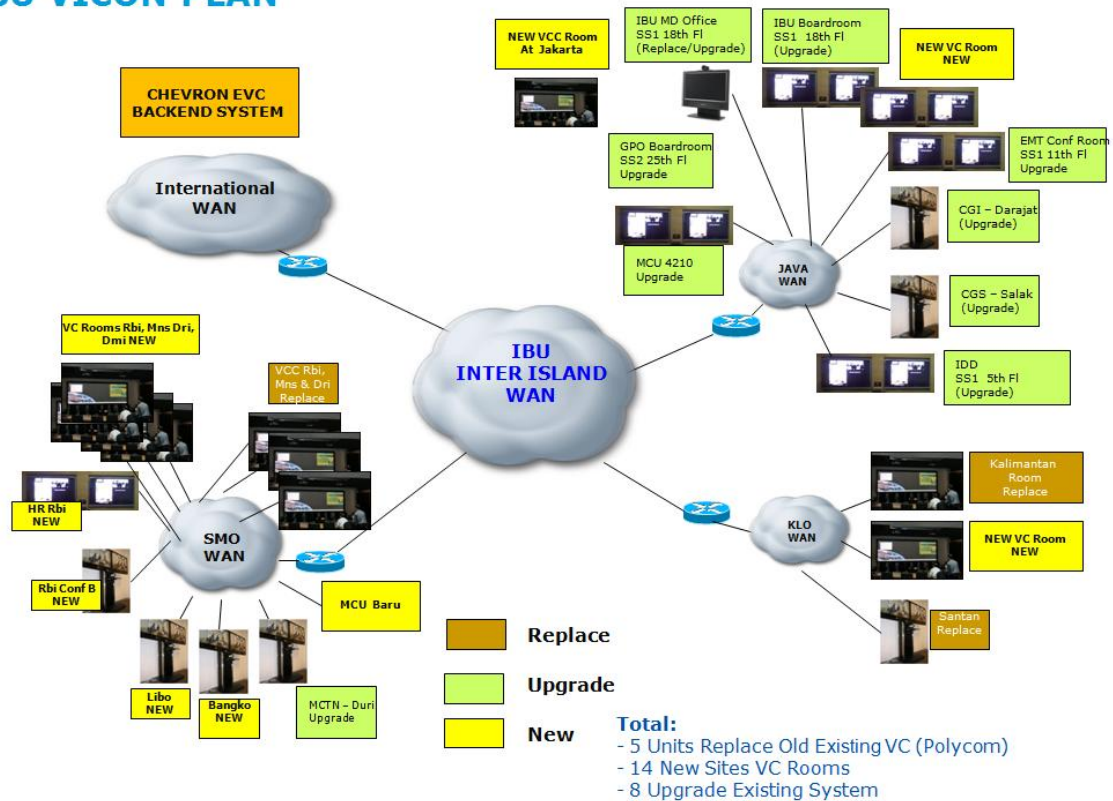 VICON PLAN
CHEVRON EVC
BACKEND SYSTEM
International
WAN
NEW VCC Room
At Jakarta
IBU MD Office
SS1 18th Fl
(Replace/Upgrade)
IBU Boardroom
SS1 18th Fl
(Upgrade)
NEW VC Room
NEW
GPO Boardroom
SS2 25th Fl
Upgrade
EMT Conf Room
SS1 11th Fl
Upgrade
CGI – Darajat
(Upgrade)
MCU 4210
Upgrade
JAVA
WAN
CGS – Salak
(Upgrade)
IDD
SS1 5th Fl
(Upgrade)
IBU
INTER ISLAND
WAN
VC Rooms Rbi, Mns Dri,
Dmi NEW
VCC Rbi,
Mns & Dri
Replace
HR Rbi
NEW
SMO
WAN
Rbi Conf B
NEW
MCU Baru
Libo
NEW
Bangko
NEW
MCTN – Duri
Upgrade
Kalimantan
Room
Replace
KLO
WAN
NEW VC Room
NEW
Santan
Replace
Replace
Upgrade
New
Total:
- 5 Units Replace Old Existing VC (Polycom)
- 14 New Sites VC Rooms
- 8 Upgrade Existing System